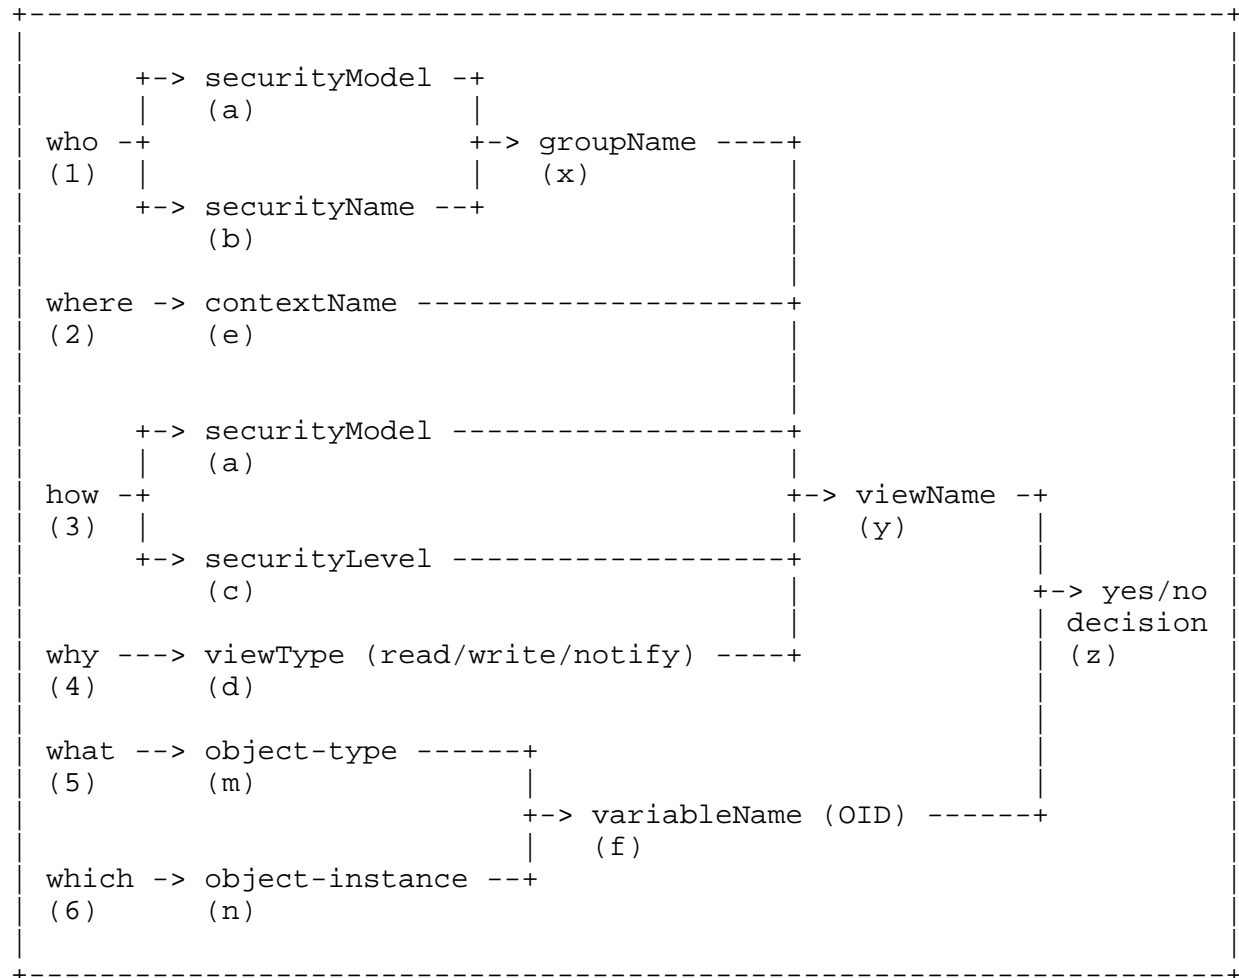 +-> securityModel -+
(a)
who -+ +-> groupName ----+
(1) (x)
+-> securityName --+
(b)
where -> contextName ---------------------+
(2) (e)
+-> securityModel -------------------+
(a)
how -+ +-> viewName -+
(3) (y)
+-> securityLevel -------------------+
(c) +-> yes/no
decision
why ---> viewType (read/write/notify) ----+ (z)
(4) (d)
what --> object-type ------+
(5) (m)
+-> variableName (OID) ------+
(f)
which -> object-instance --+
(6) (n)